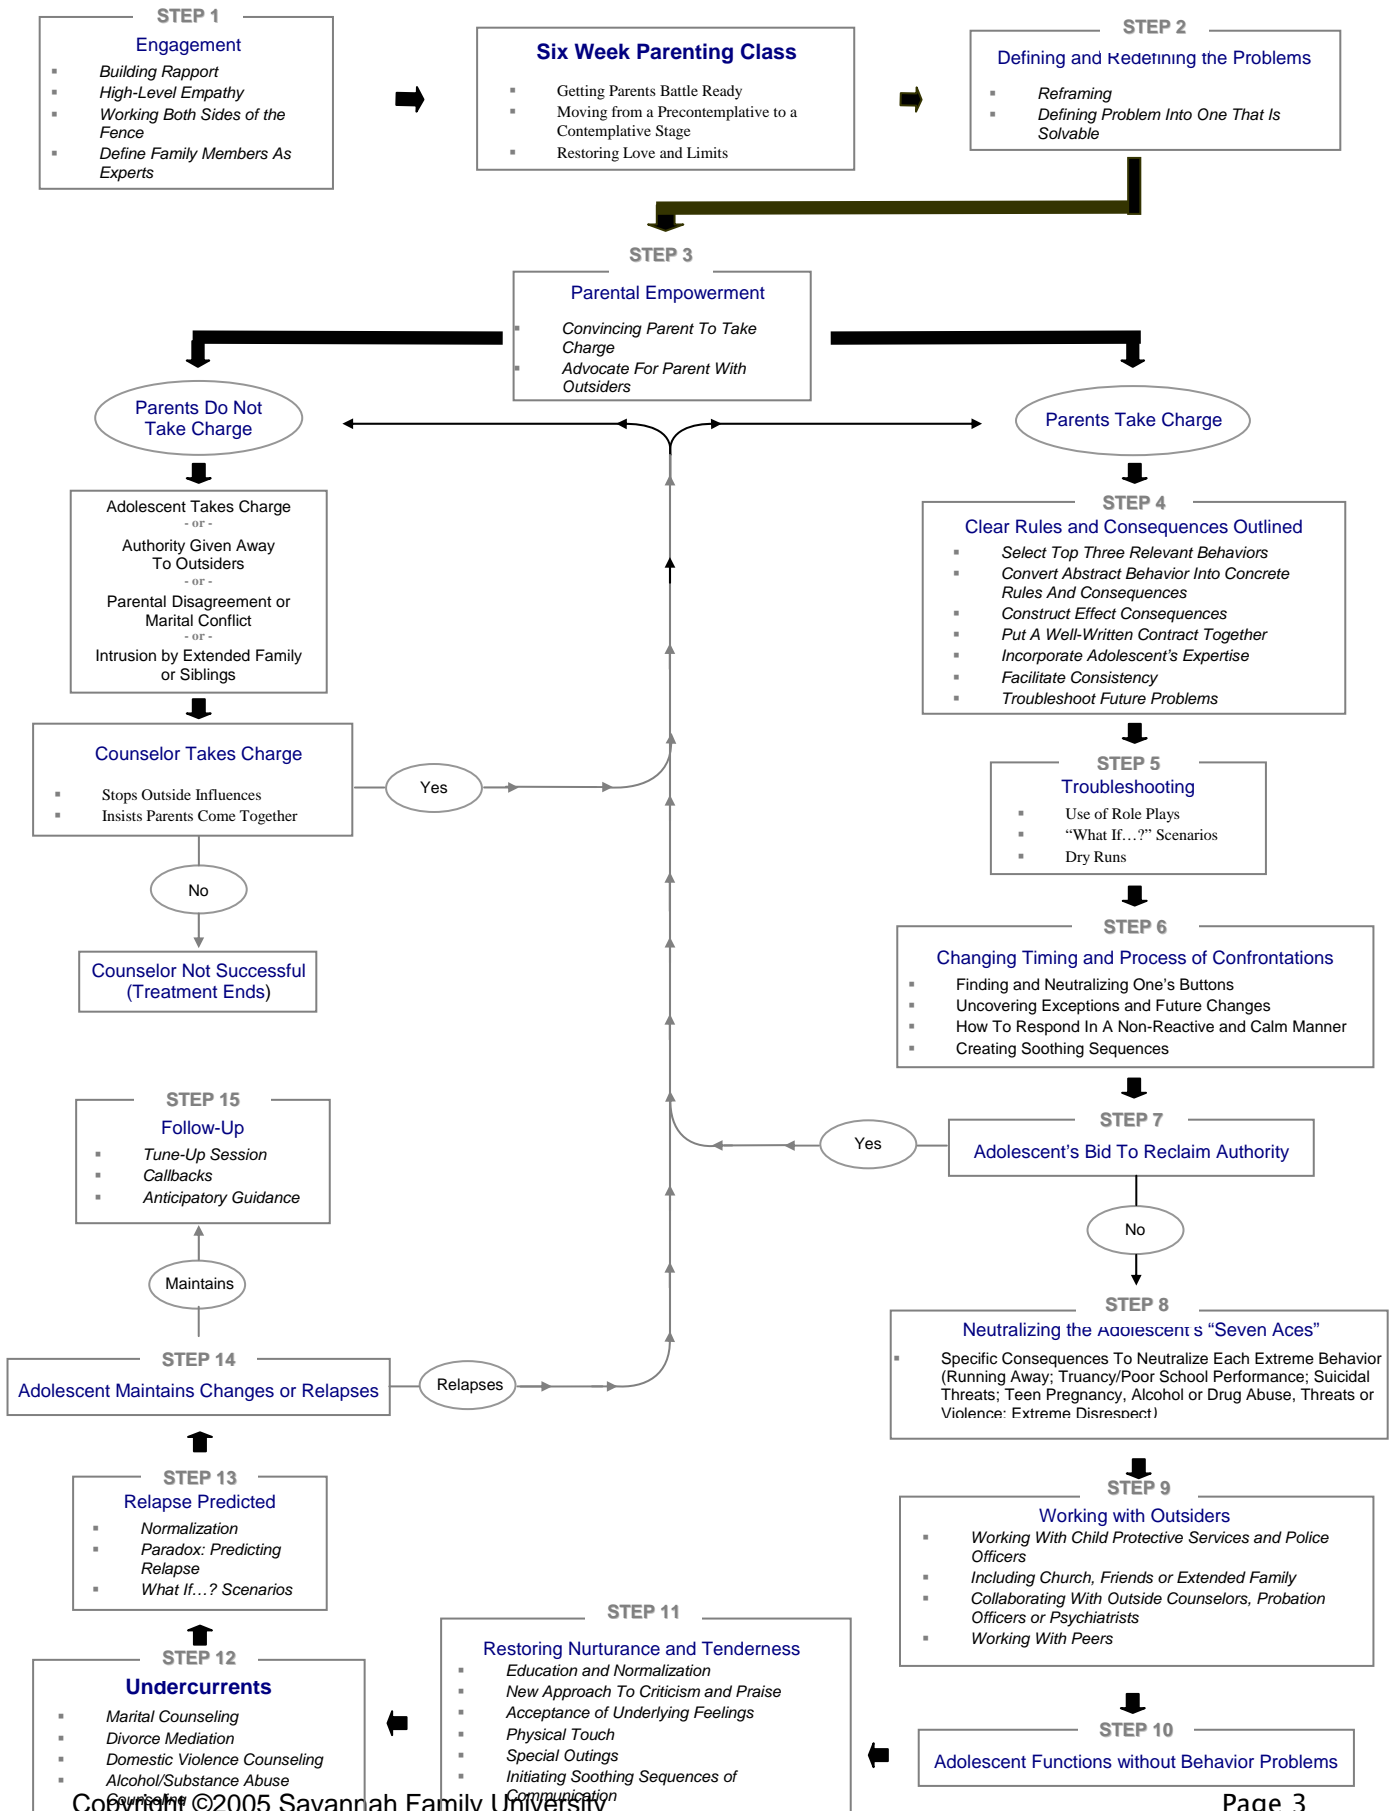 STEP 1
Engagement
Building Rapport
High-Level Empathy
Working Both Sides of the
Fence
Define Family Members As
Experts
Six Week Parenting Class
Getting Parents Battle Ready
Moving from a Precontemplative to a
Contemplative Stage
Restoring Love and Limits
STEP 2
Defining and Redefining the Problems
Reframing
Defining Problem Into One That Is
Solvable
STEP 3
Parental Empowerment
Convincing Parent To Take
Charge
Advocate For Parent With
Outsiders
Parents Do Not
Take Charge
Parents Take Charge
Adolescent Takes Charge
- or -
Authority Given Away
To Outsiders
- or -
Parental Disagreement or
Marital Conflict
- or -
Intrusion by Extended Family
or Siblings
Counselor Takes Charge
Stops Outside Influences
Insists Parents Come Together
Yes
No
Counselor Not Successful
(Treatment Ends)
STEP 4
Clear Rules and Consequences Outlined
Select Top Three Relevant Behaviors
Convert Abstract Behavior Into Concrete
Rules And Consequences
Construct Effect Consequences
Put A Well-Written Contract Together
Incorporate Adolescent's Expertise
Facilitate Consistency
Troubleshoot Future Problems
STEP 5
Troubleshooting
Use of Role Plays
“What If…?” Scenarios
Dry Runs
STEP 6
Changing Timing and Process of Confrontations
Finding and Neutralizing One's Buttons
Uncovering Exceptions and Future Changes
How To Respond In A Non-Reactive and Calm Manner
Creating Soothing Sequences
STEP 7
Adolescent's Bid To Reclaim Authority
Yes
No
STEP 8
Neutralizing the Adolescent's “Seven Aces”
Specific Consequences To Neutralize Each Extreme Behavior
(Running Away; Truancy/Poor School Performance; Suicidal
Threats; Teen Pregnancy, Alcohol or Drug Abuse, Threats or
Violence; Extreme Disrespect)
STEP 9
Working with Outsiders
Working With Child Protective Services and Police
Officers
Including Church, Friends or Extended Family
Collaborating With Outside Counselors, Probation
Officers or Psychiatrists
Working With Peers
STEP 10
Adolescent Functions without Behavior Problems
STEP 11
Restoring Nurturance and Tenderness
Education and Normalization
New Approach To Criticism and Praise
Acceptance of Underlying Feelings
Physical Touch
Special Outings
Initiating Soothing Sequences of
Communication
STEP 12
Undercurrents
Marital Counseling
Divorce Mediation
Domestic Violence Counseling
Alcohol/Substance Abuse
Counseling
STEP 13
Relapse Predicted
Normalization
Paradox: Predicting
Relapse
What If…? Scenarios
STEP 14
Adolescent Maintains Changes or Relapses
Relapses
Maintains
STEP 15
Follow-Up
Tune-Up Session
Callbacks
Anticipatory Guidance
Copyright ©2005 Savannah Family University
Page 3